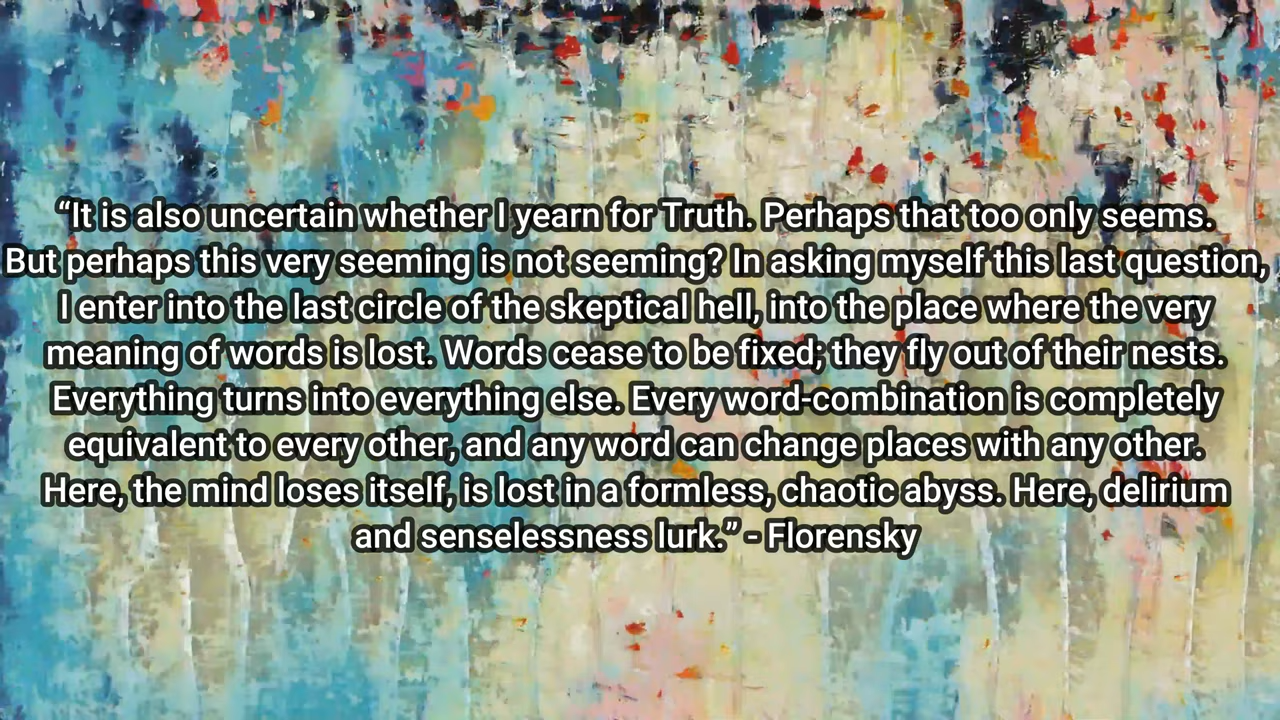 “It is also uncertain whether I yearn for Truth. Perhaps that too only seems.
But perhaps this very seeming is not seeming? In asking myself this last question,
I enter into the last circle of the skeptical hell, into the place where the very
meaning of words is lost. Words cease to be fixed; they fly out of their nests.
Everything turns into everything else. Every word-combination is completely
equivalent to every other, and any word can change places with any other.
Here, the mind loses itself, is lost in a formless, chaotic abyss. Here, delirium
and senselessness lurk.” - Florensky